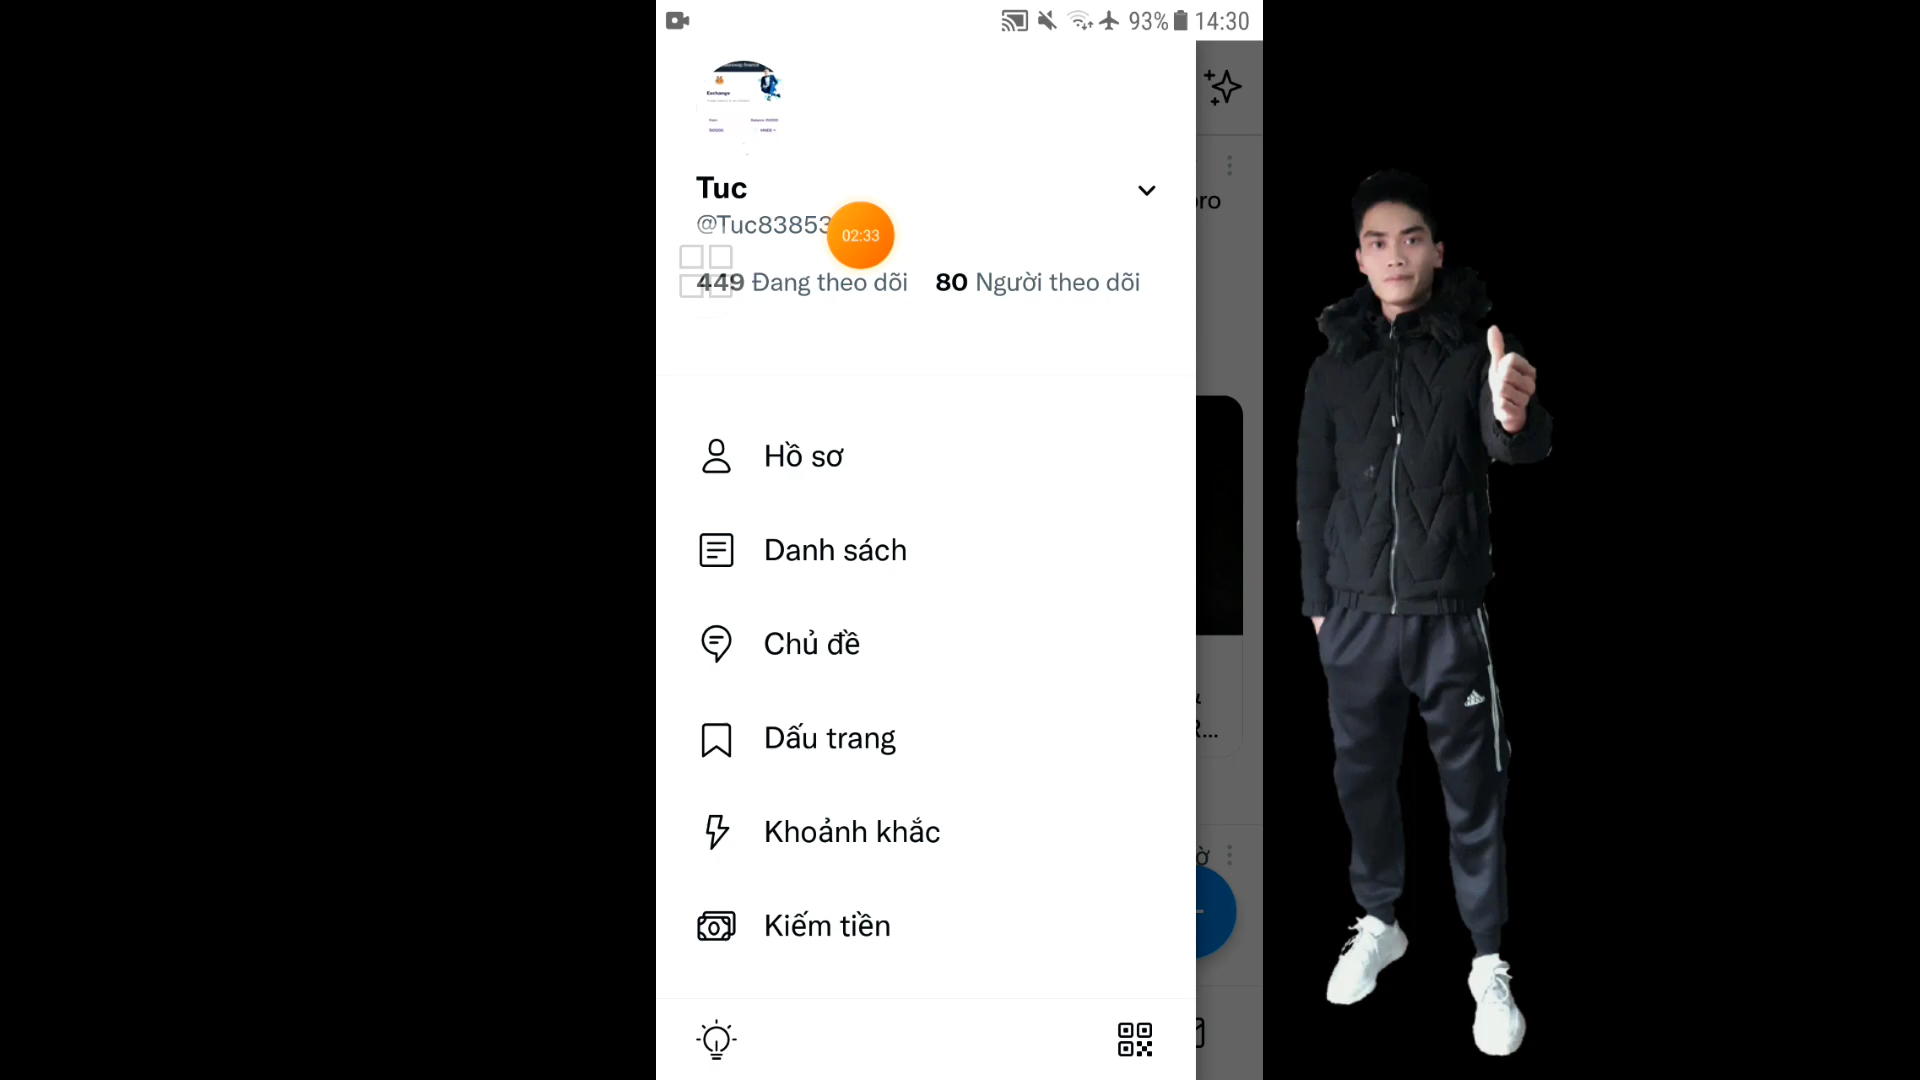 93% 14:30
Exchange
Tuc
@Tuc83853
02:33
449 Đang theo dõi 80 Người theo dõi
Hồ sơ
Danh sách
Chủ đề
Dấu trang
Khoảnh khắc
Kiếm tiền